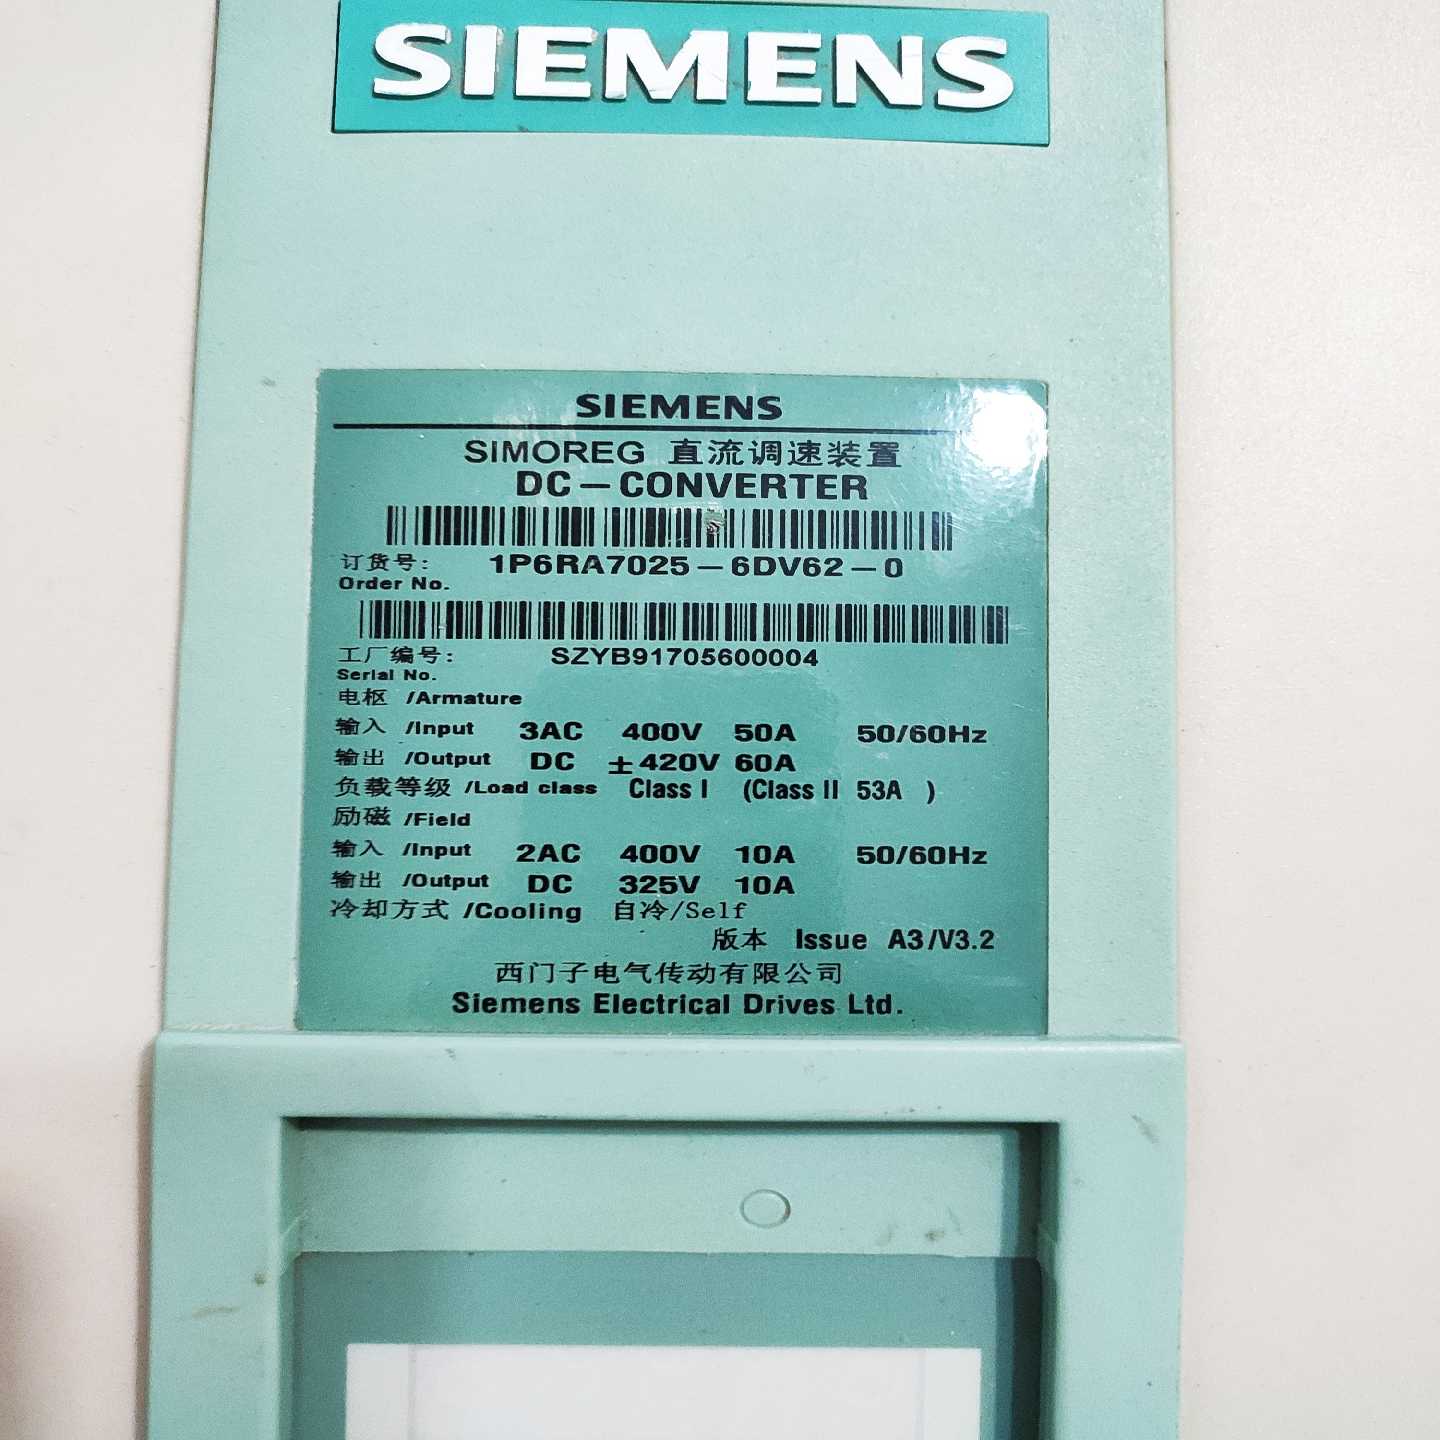 SIEMENS
SIEMENS
SIMOREG 直流调速装置
DC-CONVERTER
订货号: 1P6RA7025-6DV62-0
Order No.
工厂编号: SZYB91705600004
Serial No.
电枢 /Armature
输入 /Input 3AC 400V 50A 50/60Hz
输出 /Output DC ±420V 60A
负载等级 /Load class Class I (Class II 53A )
励磁 /Field
输入 /Input 2AC 400V 10A 50/60Hz
输出 /Output DC 325V 10A
冷却方式 /Cooling 自冷/Self
版本 Issue A3/V3.2
西门子电气传动有限公司
Siemens Electrical Drives Ltd.